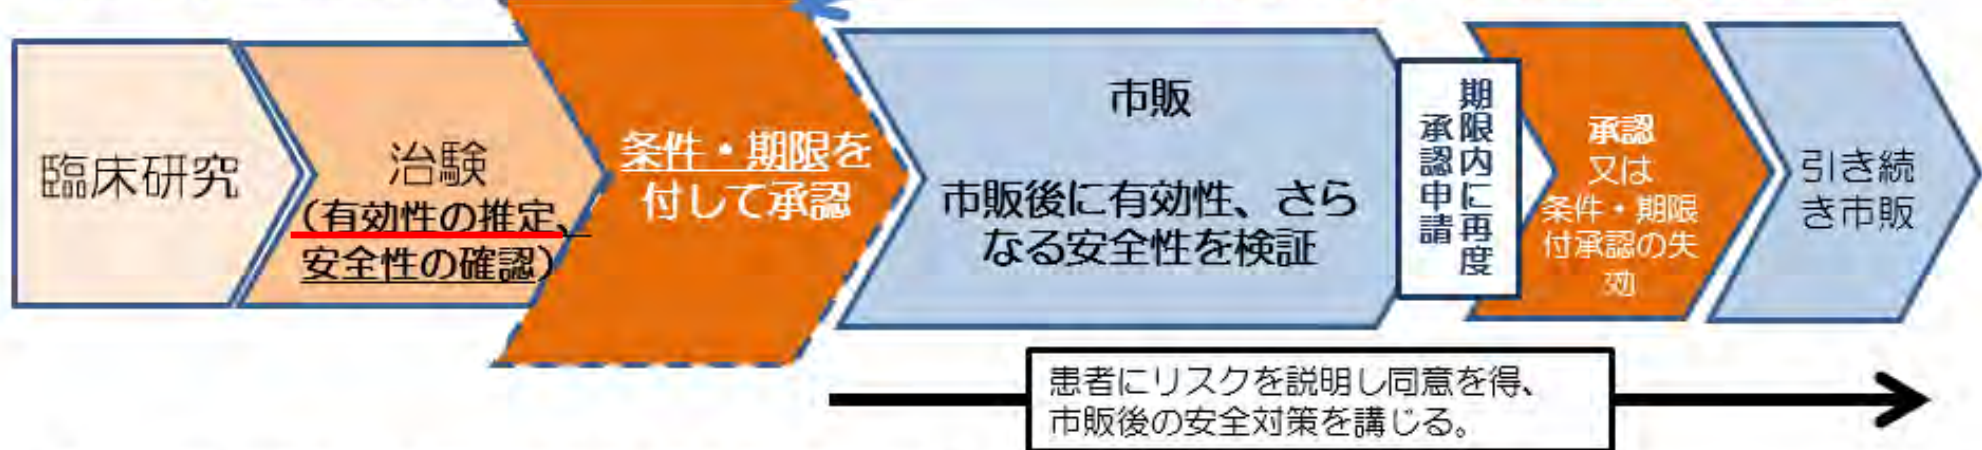 臨床研究
治験
（有効性の推定、
安全性の確認）
条件・期限を
付して承認
市販
市販後に有効性、さら
なる安全性を検証
期限内に再度
承認申請
承認
又は
条件・期限
付承認の失
効
引き続
き市販
患者にリスクを説明し同意を得、
市販後の安全対策を講じる。